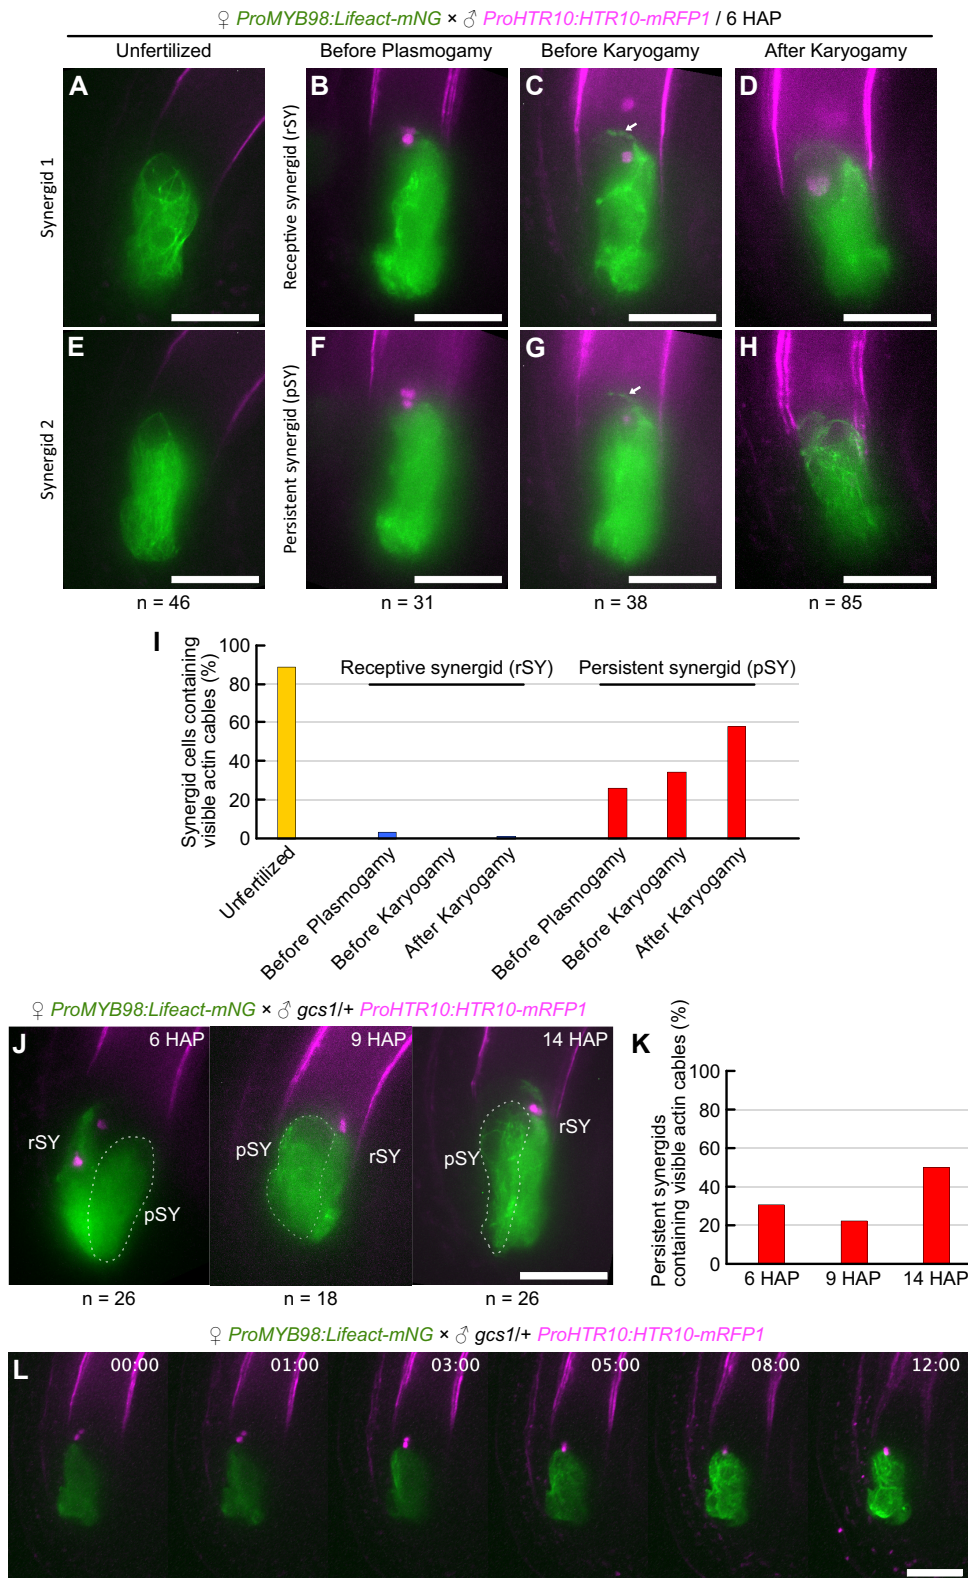 ♀ ProMYB98:Lifeact-mNG × ♂ ProHTR10:HTR10-mRFP1 / 6 HAP
Unfertilized
Before Plasmogamy
Before Karyogamy
After Karyogamy
Synergid 1
A
Receptive synergid (rSY)
B
C
D
Synergid 2
E
Persistent synergid (pSY)
F
G
H
n = 46
n = 31
n = 38
n = 85
I
Synergid cells containing
visible actin cables (%)
100
80
60
40
20
0
Receptive synergid (rSY)
Persistent synergid (pSY)
Unfertilized
Before Plasmogamy
Before Karyogamy
After Karyogamy
Before Plasmogamy
Before Karyogamy
After Karyogamy
♀ ProMYB98:Lifeact-mNG × ♂ gcs1/+ ProHTR10:HTR10-mRFP1
J
6 HAP
rSY
pSY
9 HAP
pSY
rSY
14 HAP
pSY
rSY
n = 26
n = 18
n = 26
K
Persistent synergids
containing visible actin cables (%)
100
80
60
40
20
0
6 HAP
9 HAP
14 HAP
♀ ProMYB98:Lifeact-mNG × ♂ gcs1/+ ProHTR10:HTR10-mRFP1
L
00:00
01:00
03:00
05:00
08:00
12:00